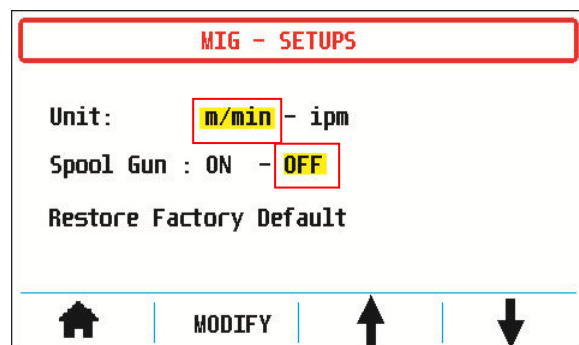 MIG - SETUPS
Unit: m/min - ipm
Spool Gun : ON - OFF
Restore Factory Default
MODIFY